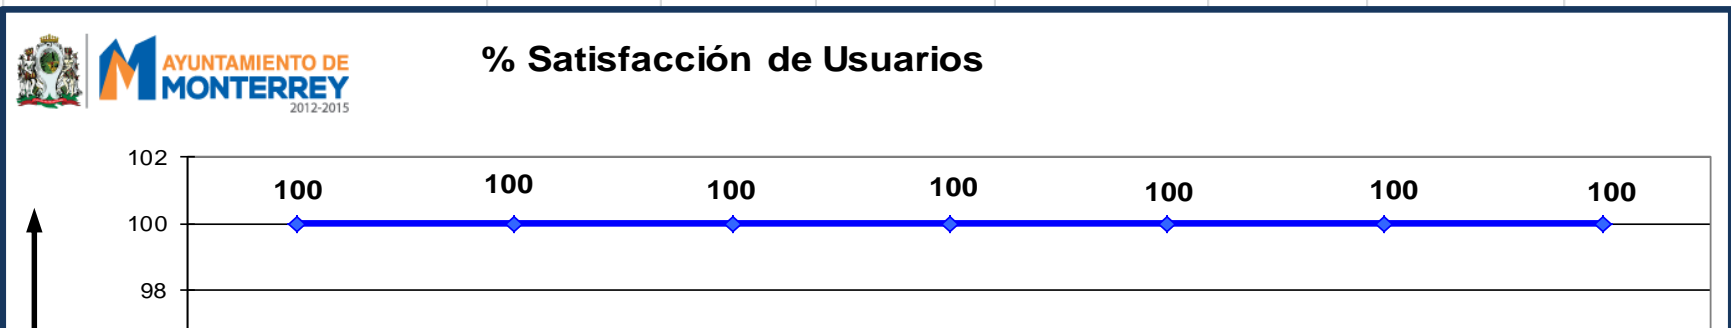 AYUNTAMIENTO DE
MONTERREY
2012-2015
% Satisfacción de Usuarios
102
100 100 100 100 100 100 100
100
98